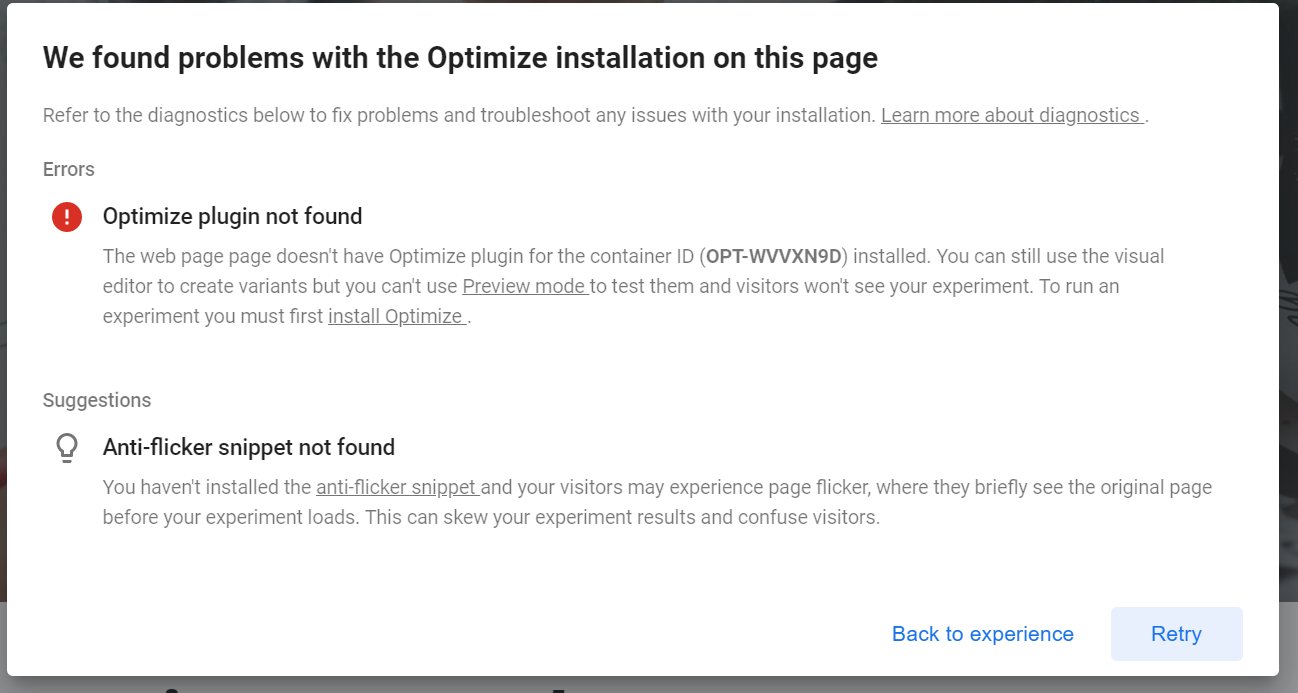 We found problems with the Optimize installation on this page
Refer to the diagnostics below to fix problems and troubleshoot any issues with your installation. Learn more about diagnostics .
Errors
Optimize plugin not found
The web page page doesn't have Optimize plugin for the container ID (OPT-WVVXN9D) installed. You can still use the visual
editor to create variants but you can't use Preview mode to test them and visitors won't see your experiment. To run an
experiment you must first install Optimize .
Suggestions
Anti-flicker snippet not found
You haven't installed the anti-flicker snippet and your visitors may experience page flicker, where they briefly see the original page
before your experiment loads. This can skew your experiment results and confuse visitors.
Back to experience
Retry